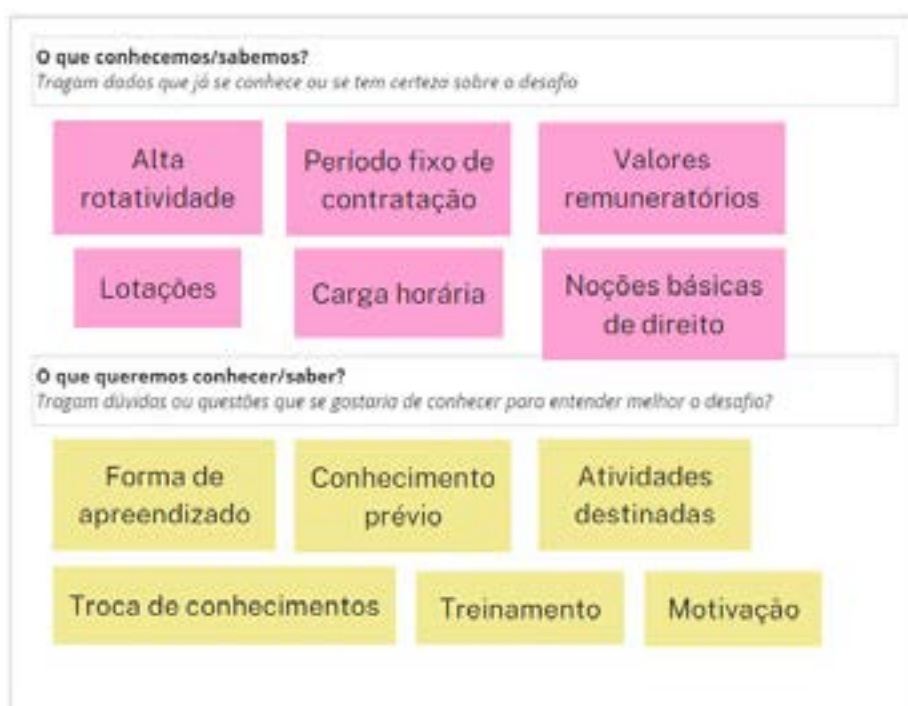 O que conhecemos/sabemos?
Tragam dados que já se conhece ou se tem certeza sobre o desafio
Alta
rotatividade
Período fixo de
contratação
Valores
remuneratórios
Lotações
Carga horária
Noções básicas
de direito
O que queremos conhecer/saber?
Tragam dúvidas ou questões que se gostaria de conhecer para entender melhor o desafio?
Forma de
apreendizado
Conhecimento
prévio
Atividades
destinadas
Troca de conhecimentos
Treinamento
Motivação